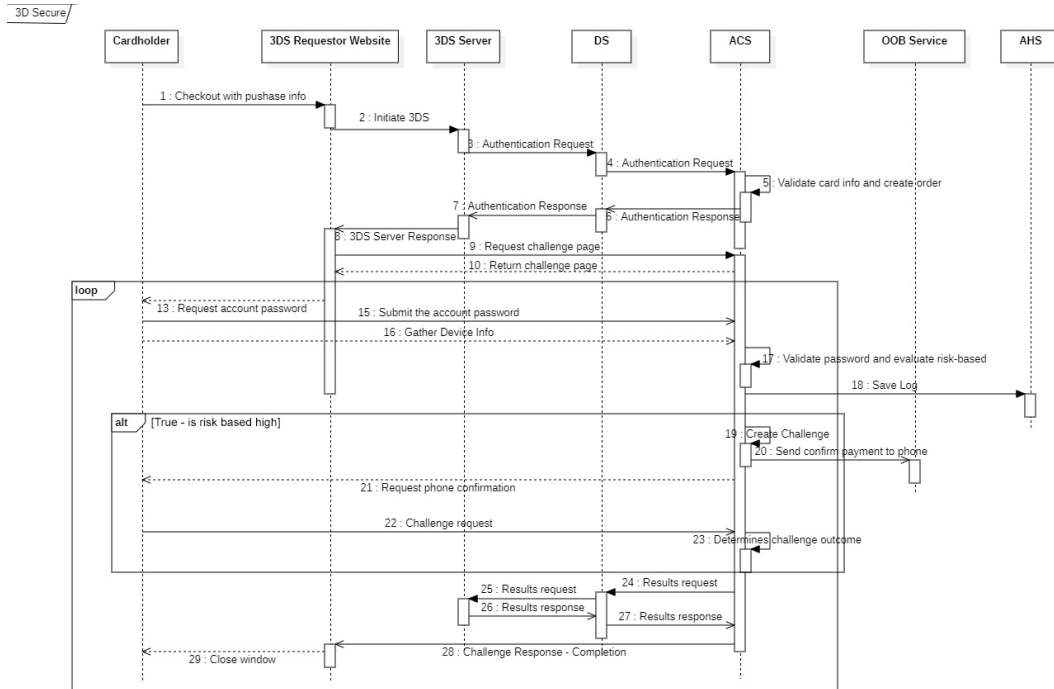 3D Secure
Cardholder
3DS Requestor Website
3DS Server
DS
ACS
OOB Service
AHS
1 : Checkout with pushase info
2 : Initiate 3DS
3 : Authentication Request
4 : Authentication Request
5 : Validate card info and create order
6 : Authentication Response
7 : Authentication Response
8 : 3DS Server Response
9 : Request challenge page
10 : Return challenge page
loop
13 : Request account password
15 : Submit the account password
16 : Gather Device Info
17 : Validate password and evaluate risk-based
18 : Save Log
alt
[True - is risk based high]
19 : Create Challenge
20 : Send confirm payment to phone
21 : Request phone confirmation
22 : Challenge request
23 : Determines challenge outcome
24 : Results request
25 : Results request
26 : Results response
27 : Results response
28 : Challenge Response - Completion
29 : Close window